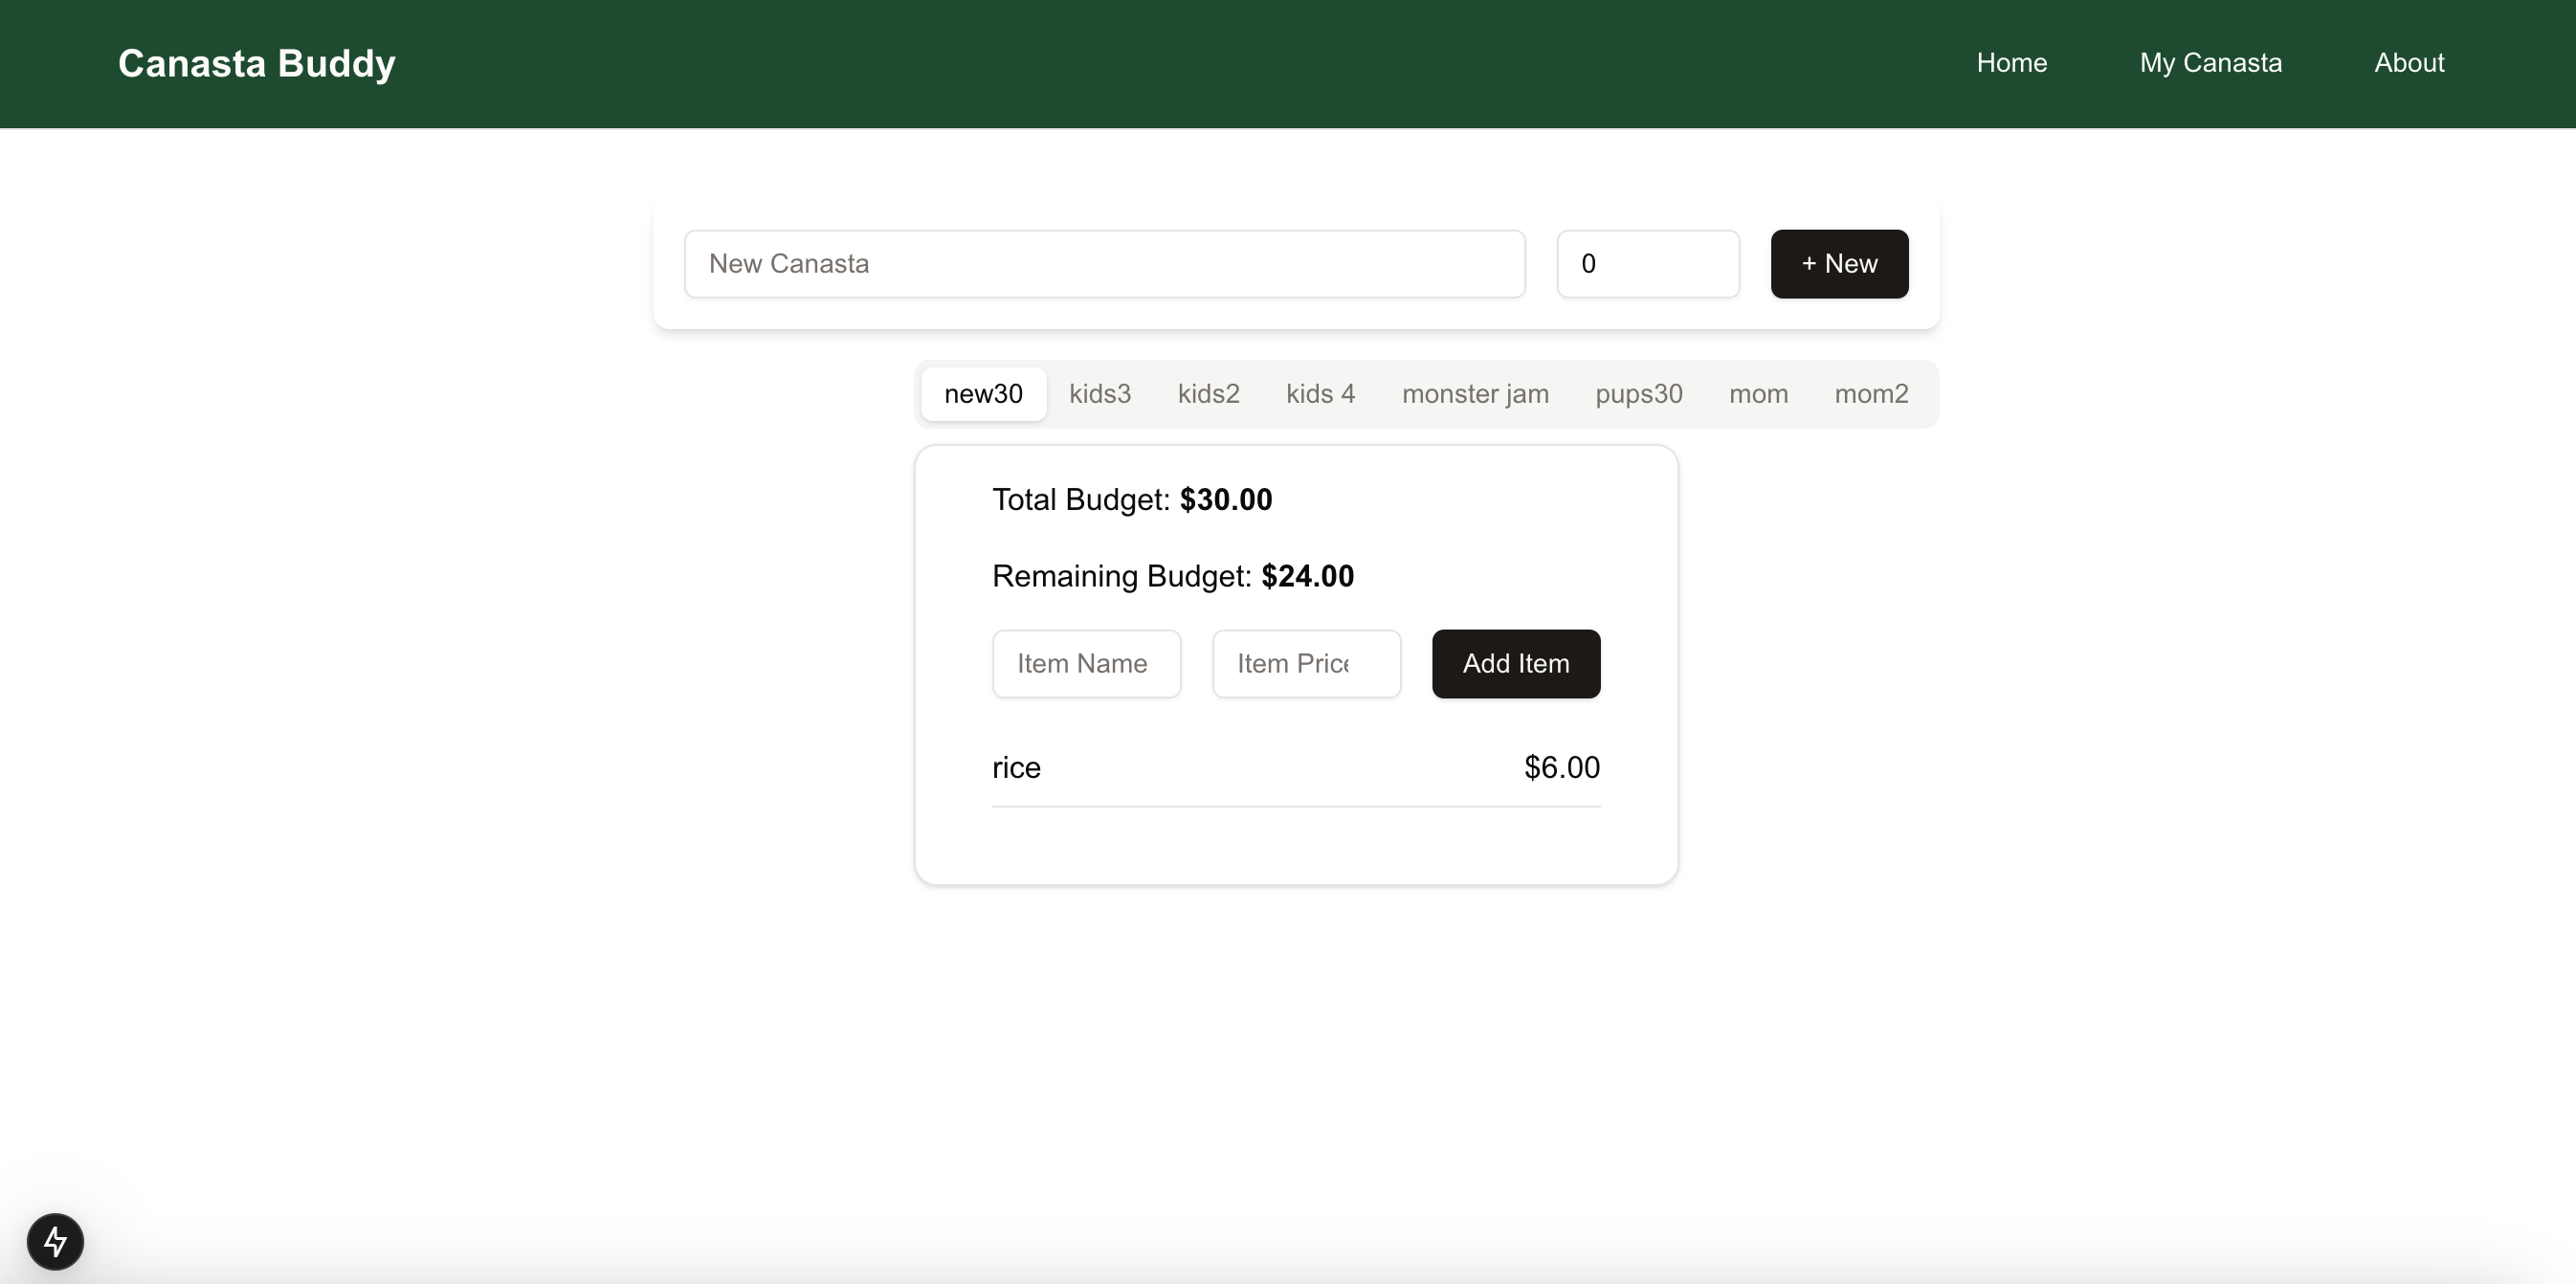 Canasta Buddy
Home My Canasta About
New Canasta 0 + New
new30 kids3 kids2 kids 4 monster jam pups30 mom mom2
Total Budget: $30.00
Remaining Budget: $24.00
Item Name Item Price Add Item
rice $6.00